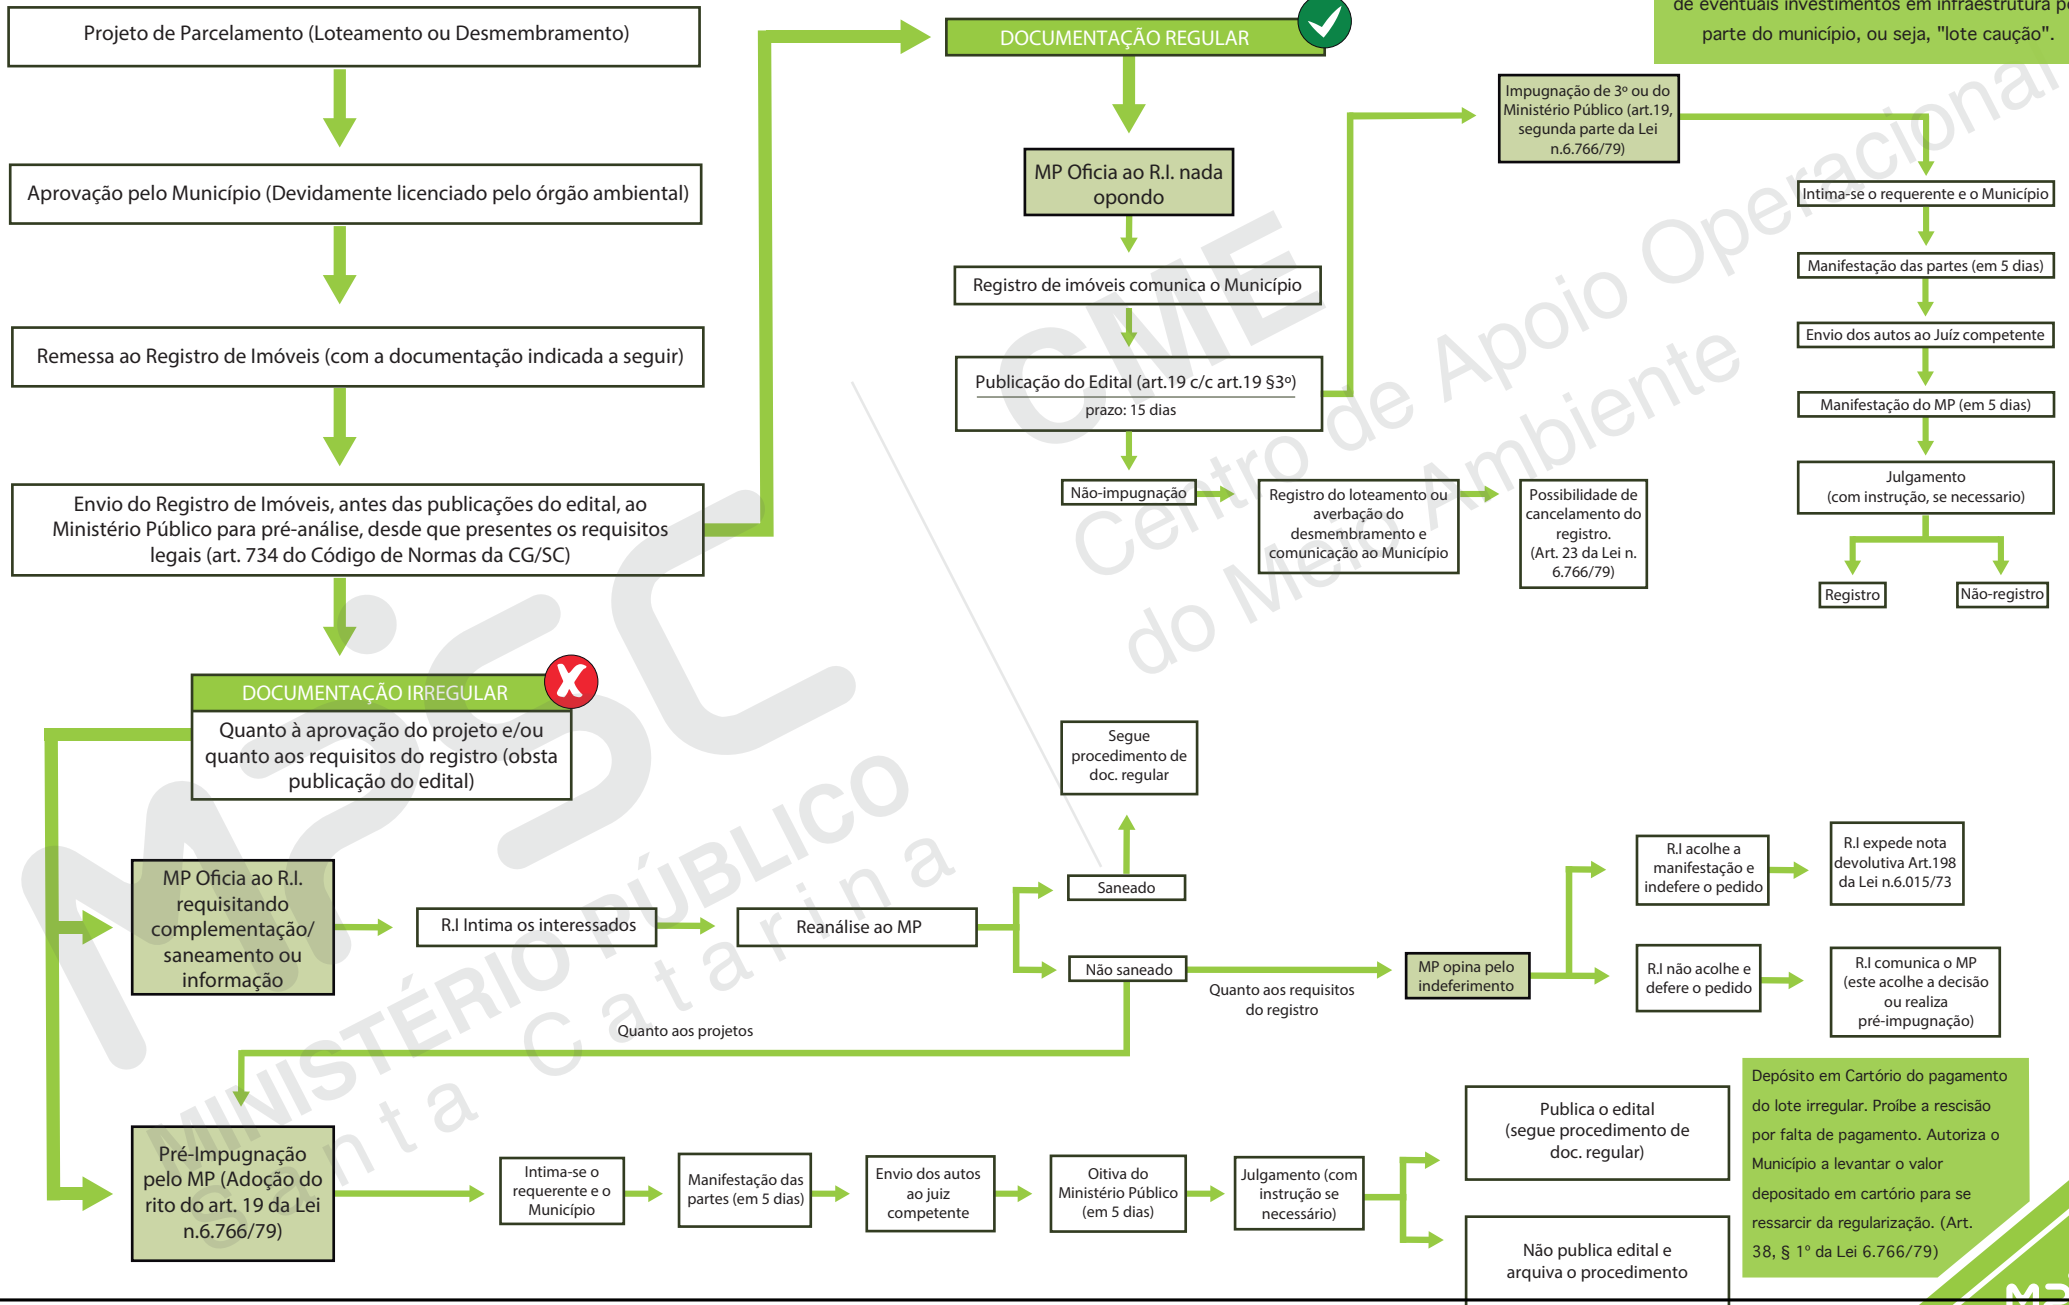 Projeto de Parcelamento (Loteamento ou Desmembramento)
Aprovação pelo Município (Devidamente licenciado pelo órgão ambiental)
Remessa ao Registro de Imóveis (com a documentação indicada a seguir)
Envio do Registro de Imóveis, antes das publicações do edital, ao
Ministério Público para pré-análise, desde que presentes os requisitos
legais (art. 734 do Código de Normas da CG/SC)
DOCUMENTAÇÃO REGULAR
MP Oficia ao R.I. nada
opondo
Registro de imóveis comunica o Município
Publicação do Edital (art.19 c/c art.19 §3º)
prazo: 15 dias
Não-impugnação
Registro do loteamento ou
averbação do
desmembramento e
comunicação ao Município
Possibilidade de
cancelamento do
registro.
(Art. 23 da Lei n.
6.766/79)
de eventuais investimentos em infraestrutura
parte do município, ou seja, "lote caução".
Impugnação de 3º ou do
Ministério Público (art.19,
segunda parte da Lei
n.6.766/79)
Intima-se o requerente e o Município
Manifestação das partes (em 5 dias)
Envio dos autos ao Juíz competente
Manifestação do MP (em 5 dias)
Julgamento
(com instrução, se necessario)
Registro
Não-registro
DOCUMENTAÇÃO IRREGULAR
Quanto à aprovação do projeto e/ou
quanto aos requisitos do registro (obsta
publicação do edital)
MP Oficia ao R.I.
requisitando
complementação/
saneamento ou
informação
R.I Intima os interessados
Reanálise ao MP
Segue
procedimento de
doc. regular
Saneado
Não saneado
Quanto aos requisitos
do registro
Quanto aos projetos
MP opina pelo
indeferimento
R.I acolhe a
manifestação e
indefere o pedido
R.I expede nota
devolutiva Art.198
da Lei n.6.015/73
R.I não acolhe e
defere o pedido
R.I comunica o MP
(este acolhe a decisão
ou realiza
pré-impugnação)
Pré-Impugnação
pelo MP (Adoção do
rito do art. 19 da Lei
n.6.766/79)
Intima-se o
requerente e o
Município
Manifestação das
partes (em 5 dias)
Envio dos autos
ao juiz
competente
Oitiva do
Ministério Público
(em 5 dias)
Julgamento (com
instrução se
necessário)
Publica o edital
(segue procedimento de
doc. regular)
Não publica edital e
arquiva o procedimento
Depósito em Cartório do pagamento
do lote irregular. Proíbe a rescisão
por falta de pagamento. Autoriza o
Município a levantar o valor
depositado em cartório para se
ressarcir da regularização. (Art.
38, § 1º da Lei 6.766/79)
MPSC
MINISTÉRIO PÚBLICO
Santa Catarina
CME
Centro de Apoio Operacional
do Meio Ambiente